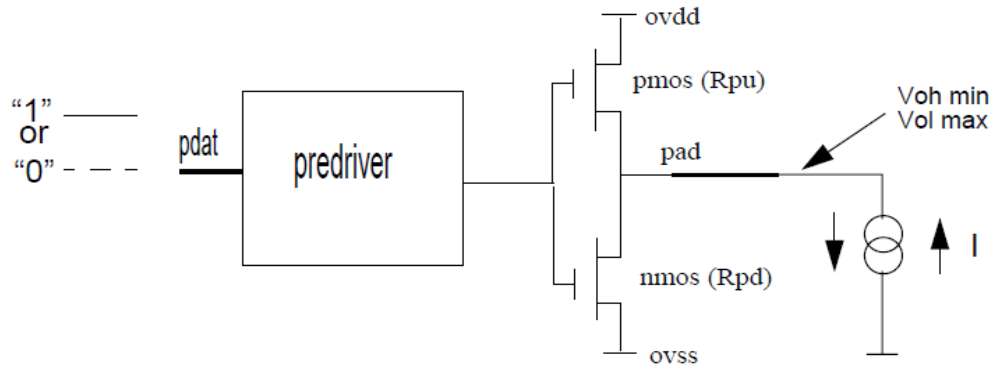 ovdd
pmos (Rpu)
Voh min
Vol max
“1”
or
“0”
pdat
predriver
pad
I
nmos (Rpd)
ovss